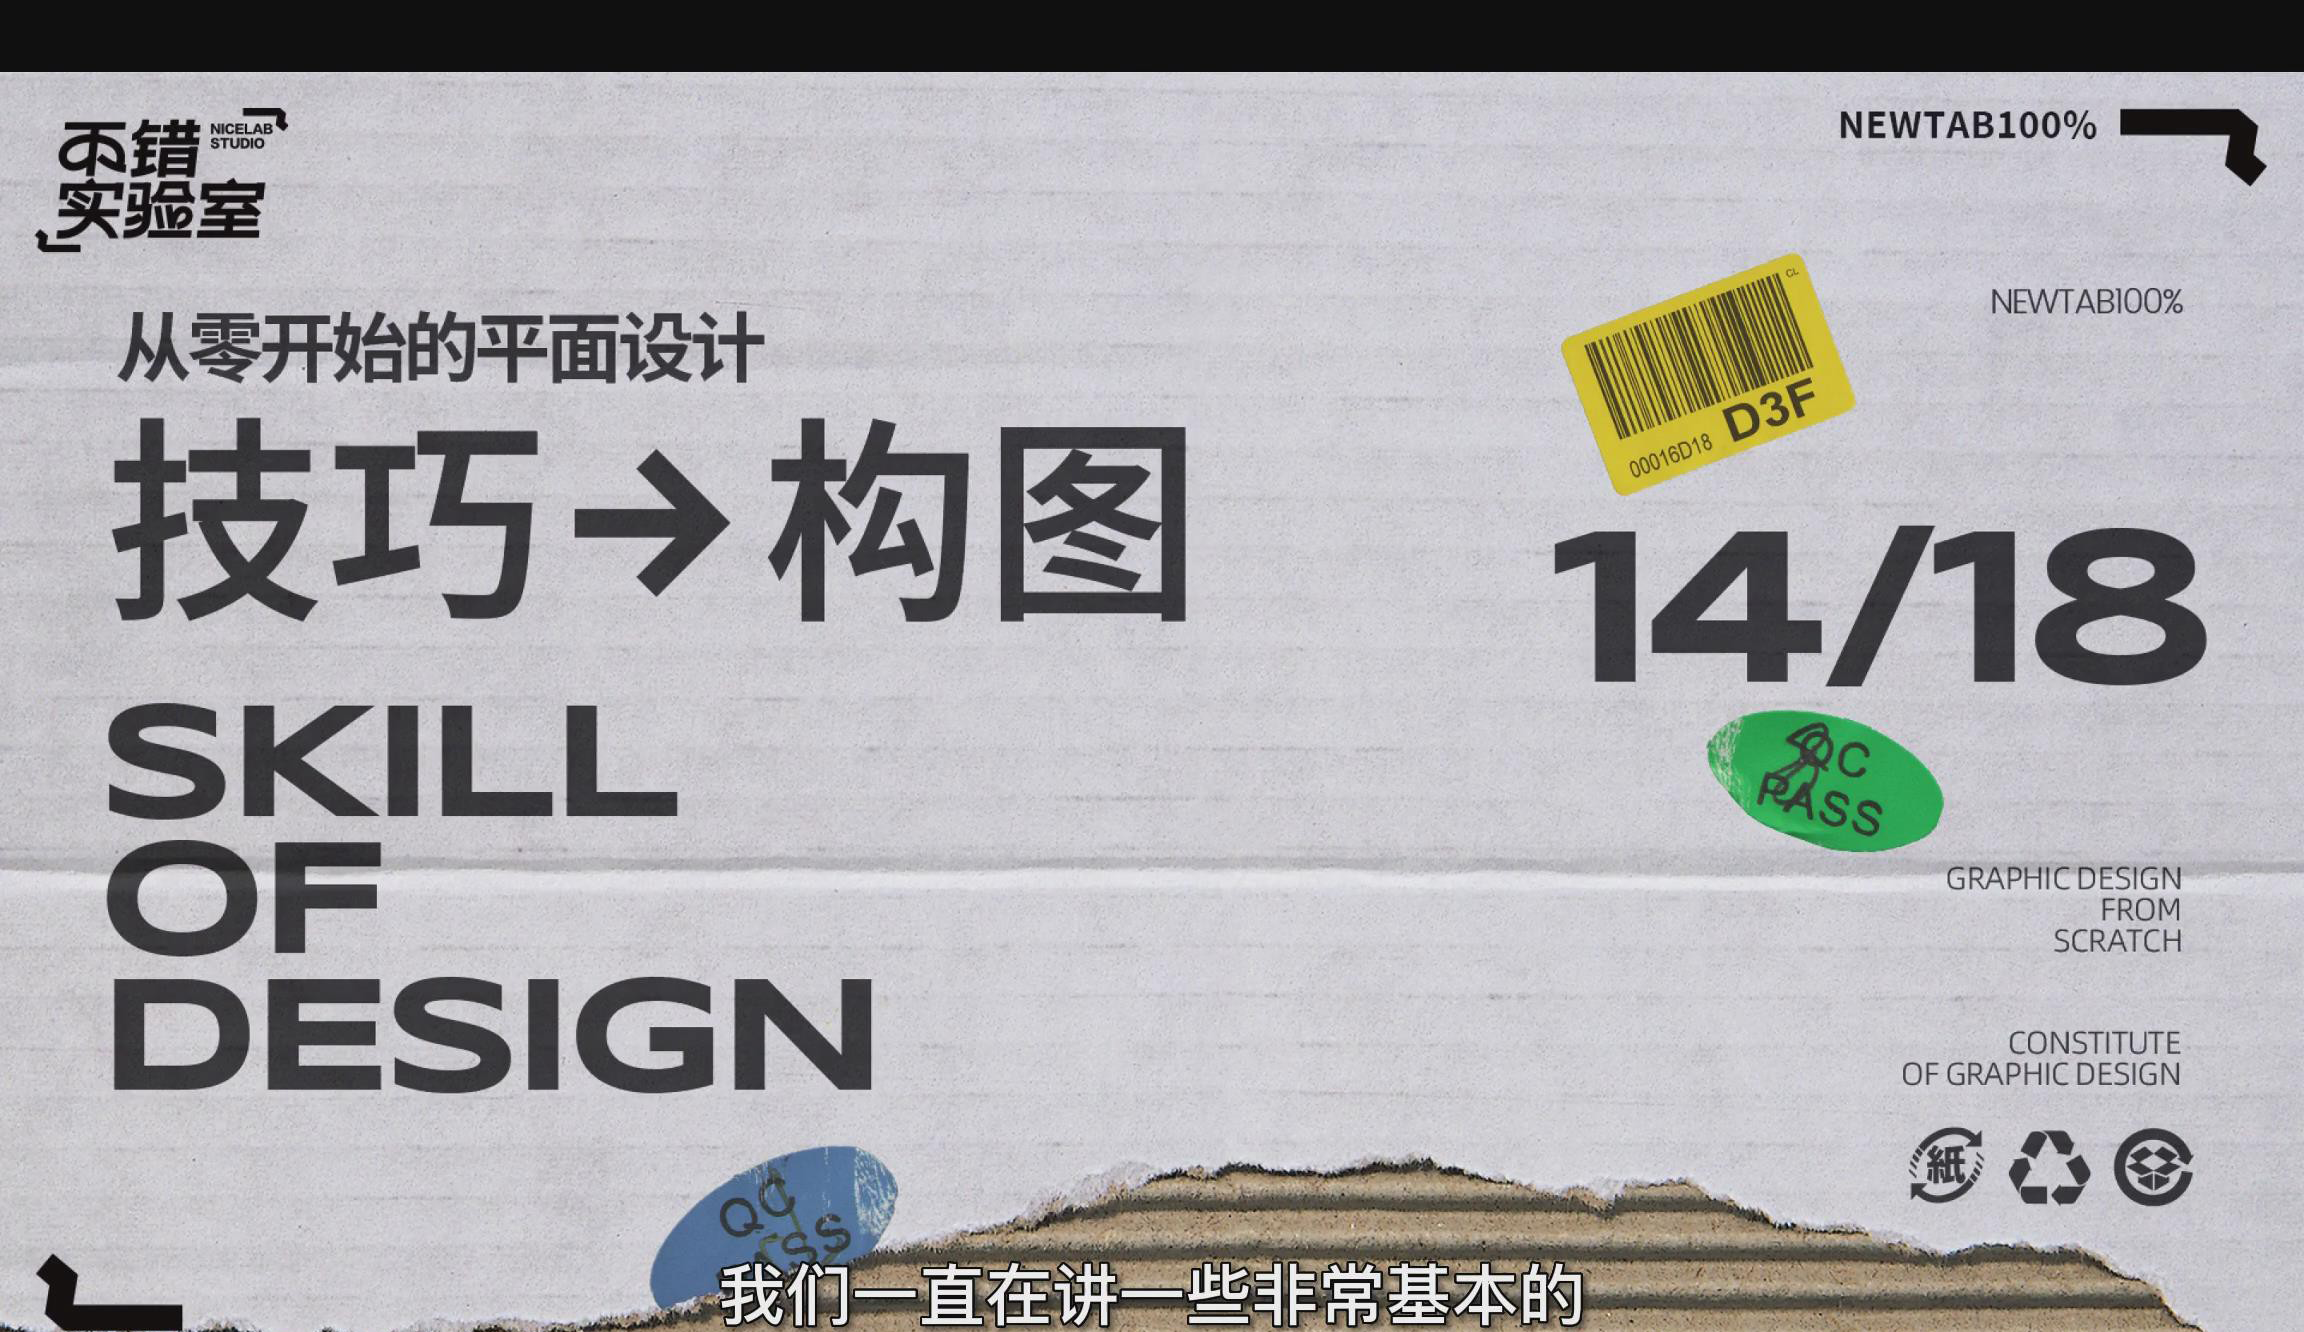 不错
实验室
NICELAB
STUDIO
NEWTAB100%
从零开始的平面设计
技巧→构图
SKILL
OF
DESIGN
CL
00016D18 D3F
NEWTAB100%
14/18
QC
PASS
GRAPHIC DESIGN
FROM
SCRATCH
CONSTITUTE
OF GRAPHIC DESIGN
紙
QC
我们一直在讲一些非常基本的